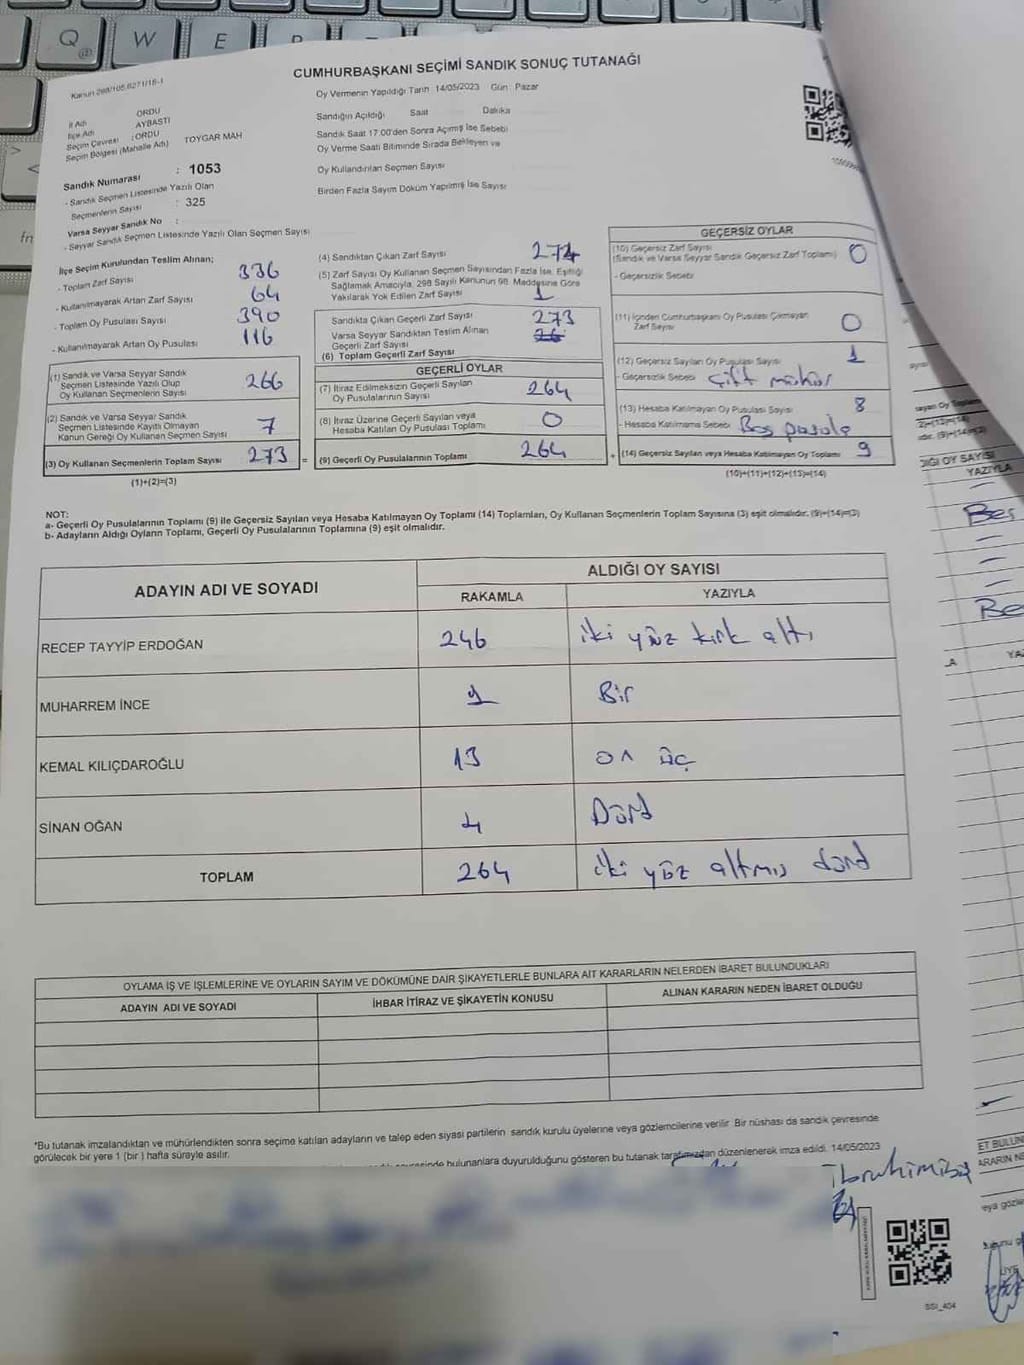 Q W E
Kanun 298/105,6271/18-1
CUMHURBAŞKANI SEÇİMİ SANDIK SONUÇ TUTANAĞI
İl Adı ORDU
İlçe Adı AYBASTI
Seçim Çevresi : ORDU
Seçim Bölgesi (Mahalle Adı) TOYGAR MAH
Sandık Numarası : 1053
- Sandık Seçmen Listesinde Yazılı Olan
Seçmenlerin Sayısı : 325
Varsa Seyyar Sandık No :
- Seyyar Sandık Seçmen Listesinde Yazılı Olan Seçmen Sayısı
Oy Vermenin Yapıldığı Tarih 14/05/2023 Gün : Pazar
Sandığın Açıldığı Saat Dakika
Sandık Saat 17:00'den Sonra Açılmış İse Sebebi
Oy Verme Saati Bitiminde Sırada Bekleyen ve
Oy Kullandırılan Seçmen Sayısı
Birden Fazla Sayım Döküm Yapılmış İse Sayısı
İlçe Seçim Kurulundan Teslim Alınan;
- Toplam Zarf Sayısı 336
- Kullanılmayarak Artan Zarf Sayısı 64
- Toplam Oy Pusulası Sayısı 390
- Kullanılmayarak Artan Oy Pusulası 116
(1) Sandık ve Varsa Seyyar Sandık
Seçmen Listesinde Yazılı Olup
Oy Kullanan Seçmenlerin Sayısı 266
(2) Sandık ve Varsa Seyyar Sandık
Seçmen Listesinde Kayıtlı Olmayan
Kanun Gereği Oy Kullanan Seçmen Sayısı 7
(3) Oy Kullanan Seçmenlerin Toplam Sayısı 273 =
(1)+(2)=(3)
(4) Sandıktan Çıkan Zarf Sayısı 274
(5) Zarf Sayısı Oy Kullanan Seçmen Sayısından Fazla İse, Eşitliği
Sağlamak Amacıyla, 298 Sayılı Kanunun 98. Maddesine Göre
Yakılarak Yok Edilen Zarf Sayısı 1
Sandıkta Çıkan Geçerli Zarf Sayısı 273
Varsa Seyyar Sandıktan Teslim Alınan
Geçerli Zarf Sayısı
(6) Toplam Geçerli Zarf Sayısı
GEÇERLİ OYLAR
(7) İtiraz Edilmeksizin Geçerli Sayılan
Oy Pusulalarının Sayısı 264
(8) İtiraz Üzerine Geçerli Sayılan veya
Hesaba Katılan Oy Pusulası Toplamı 0
(9) Geçerli Oy Pusulalarının Toplamı 264 +
GEÇERSİZ OYLAR
(10) Geçersiz Zarf Sayısı
(Sandık ve Varsa Seyyar Sandık Geçersiz Zarf Toplamı) 0
- Geçersizlik Sebebi
(11) İçinden Cumhurbaşkanı Oy Pusulası Çıkmayan
Zarf Sayısı 0
(12) Geçersiz Sayılan Oy Pusulası Sayısı 1
- Geçersizlik Sebebi çift mühür
(13) Hesaba Katılmayan Oy Pusulası Sayısı 8
- Hesaba Katılmama Sebebi Boş pusula
(14) Geçersiz Sayılan veya Hesaba Katılmayan Oy Toplamı 9
(10)+(11)+(12)+(13)=(14)
NOT:
a- Geçerli Oy Pusulalarının Toplamı (9) ile Geçersiz Sayılan veya Hesaba Katılmayan Oy Toplamı (14) Toplamları, Oy Kullanan Seçmenlerin Toplam Sayısına (3) eşit olmalıdır. (9)+(14)=(3)
b- Adayların Aldığı Oyların Toplamı, Geçerli Oy Pusulalarının Toplamına (9) eşit olmalıdır.
ADAYIN ADI VE SOYADI ALDIĞI OY SAYISI
RAKAMLA YAZIYLA
RECEP TAYYİP ERDOĞAN 246 iki yüz kırk altı
MUHARREM İNCE 1 Bir
KEMAL KILIÇDAROĞLU 13 on üç
SİNAN OĞAN 4 Dörd
TOPLAM 264 iki yüz altmış dörd
OYLAMA İŞ VE İŞLEMLERİNE VE OYLARIN SAYIM VE DÖKÜMÜNE DAİR ŞİKAYETLERLE BUNLARA AİT KARARLARIN NELERDEN İBARET BULUNDUKLARI
ADAYIN ADI VE SOYADI İHBAR İTİRAZ VE ŞİKAYETİN KONUSU ALINAN KARARIN NEDEN İBARET OLDUĞU
*Bu tutanak imzalandıktan ve mühürlendikten sonra seçime katılan adayların ve talep eden siyasi partilerin sandık kurulu üyelerine veya gözlemcilerine verilir. Bir nüshası da sandık çevresinde
görülecek bir yere 1 (bir) hafta süreyle asılır.
bulunanlara duyurulduğunu gösteren bu tutanak tarafımızdan düzenlenerek imza edildi. 14/05/2023
SSI_404